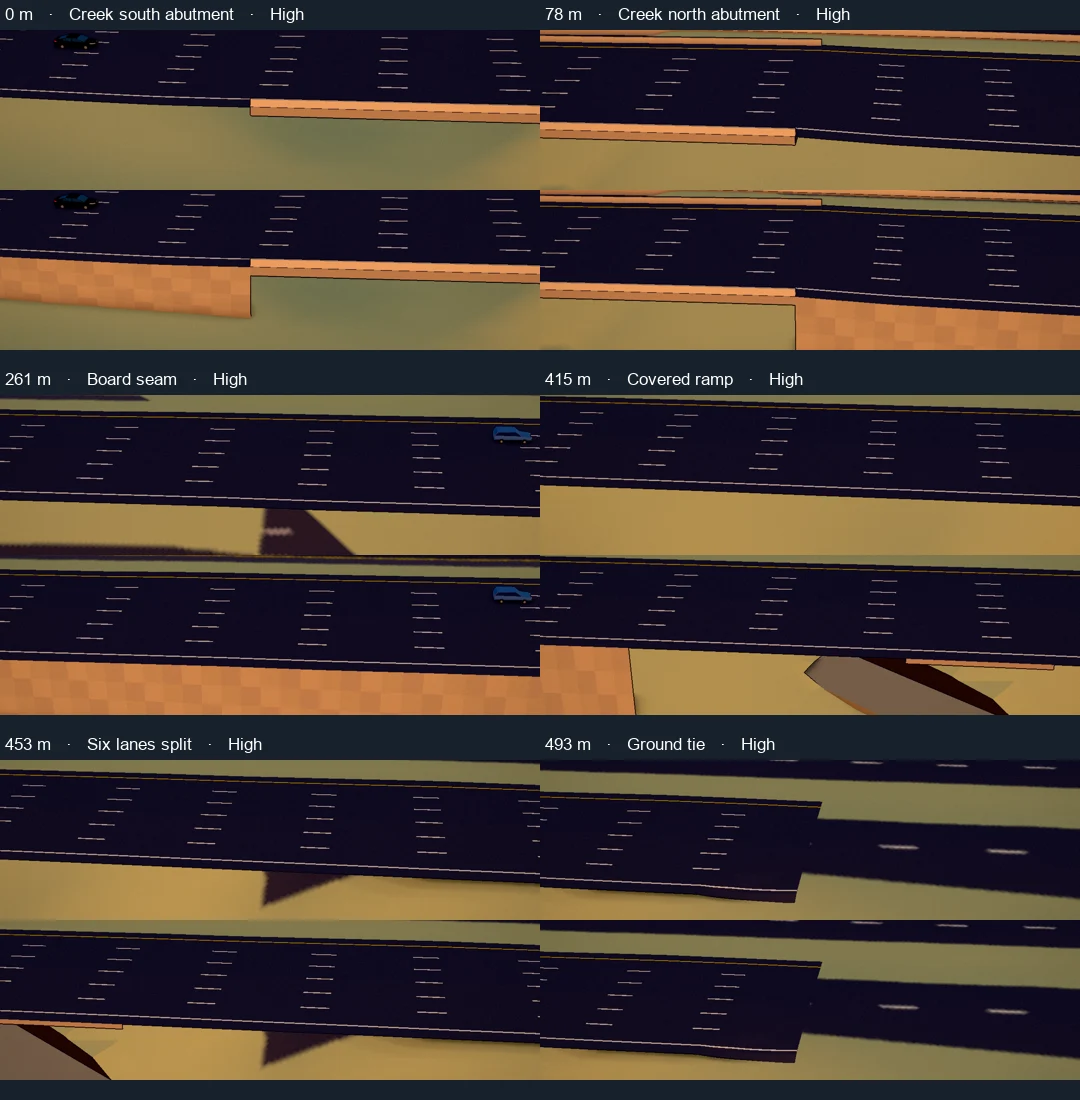 0 m · Creek south abutment · High
78 m · Creek north abutment · High
261 m · Board seam · High
415 m · Covered ramp · High
453 m · Six lanes split · High
493 m · Ground tie · High